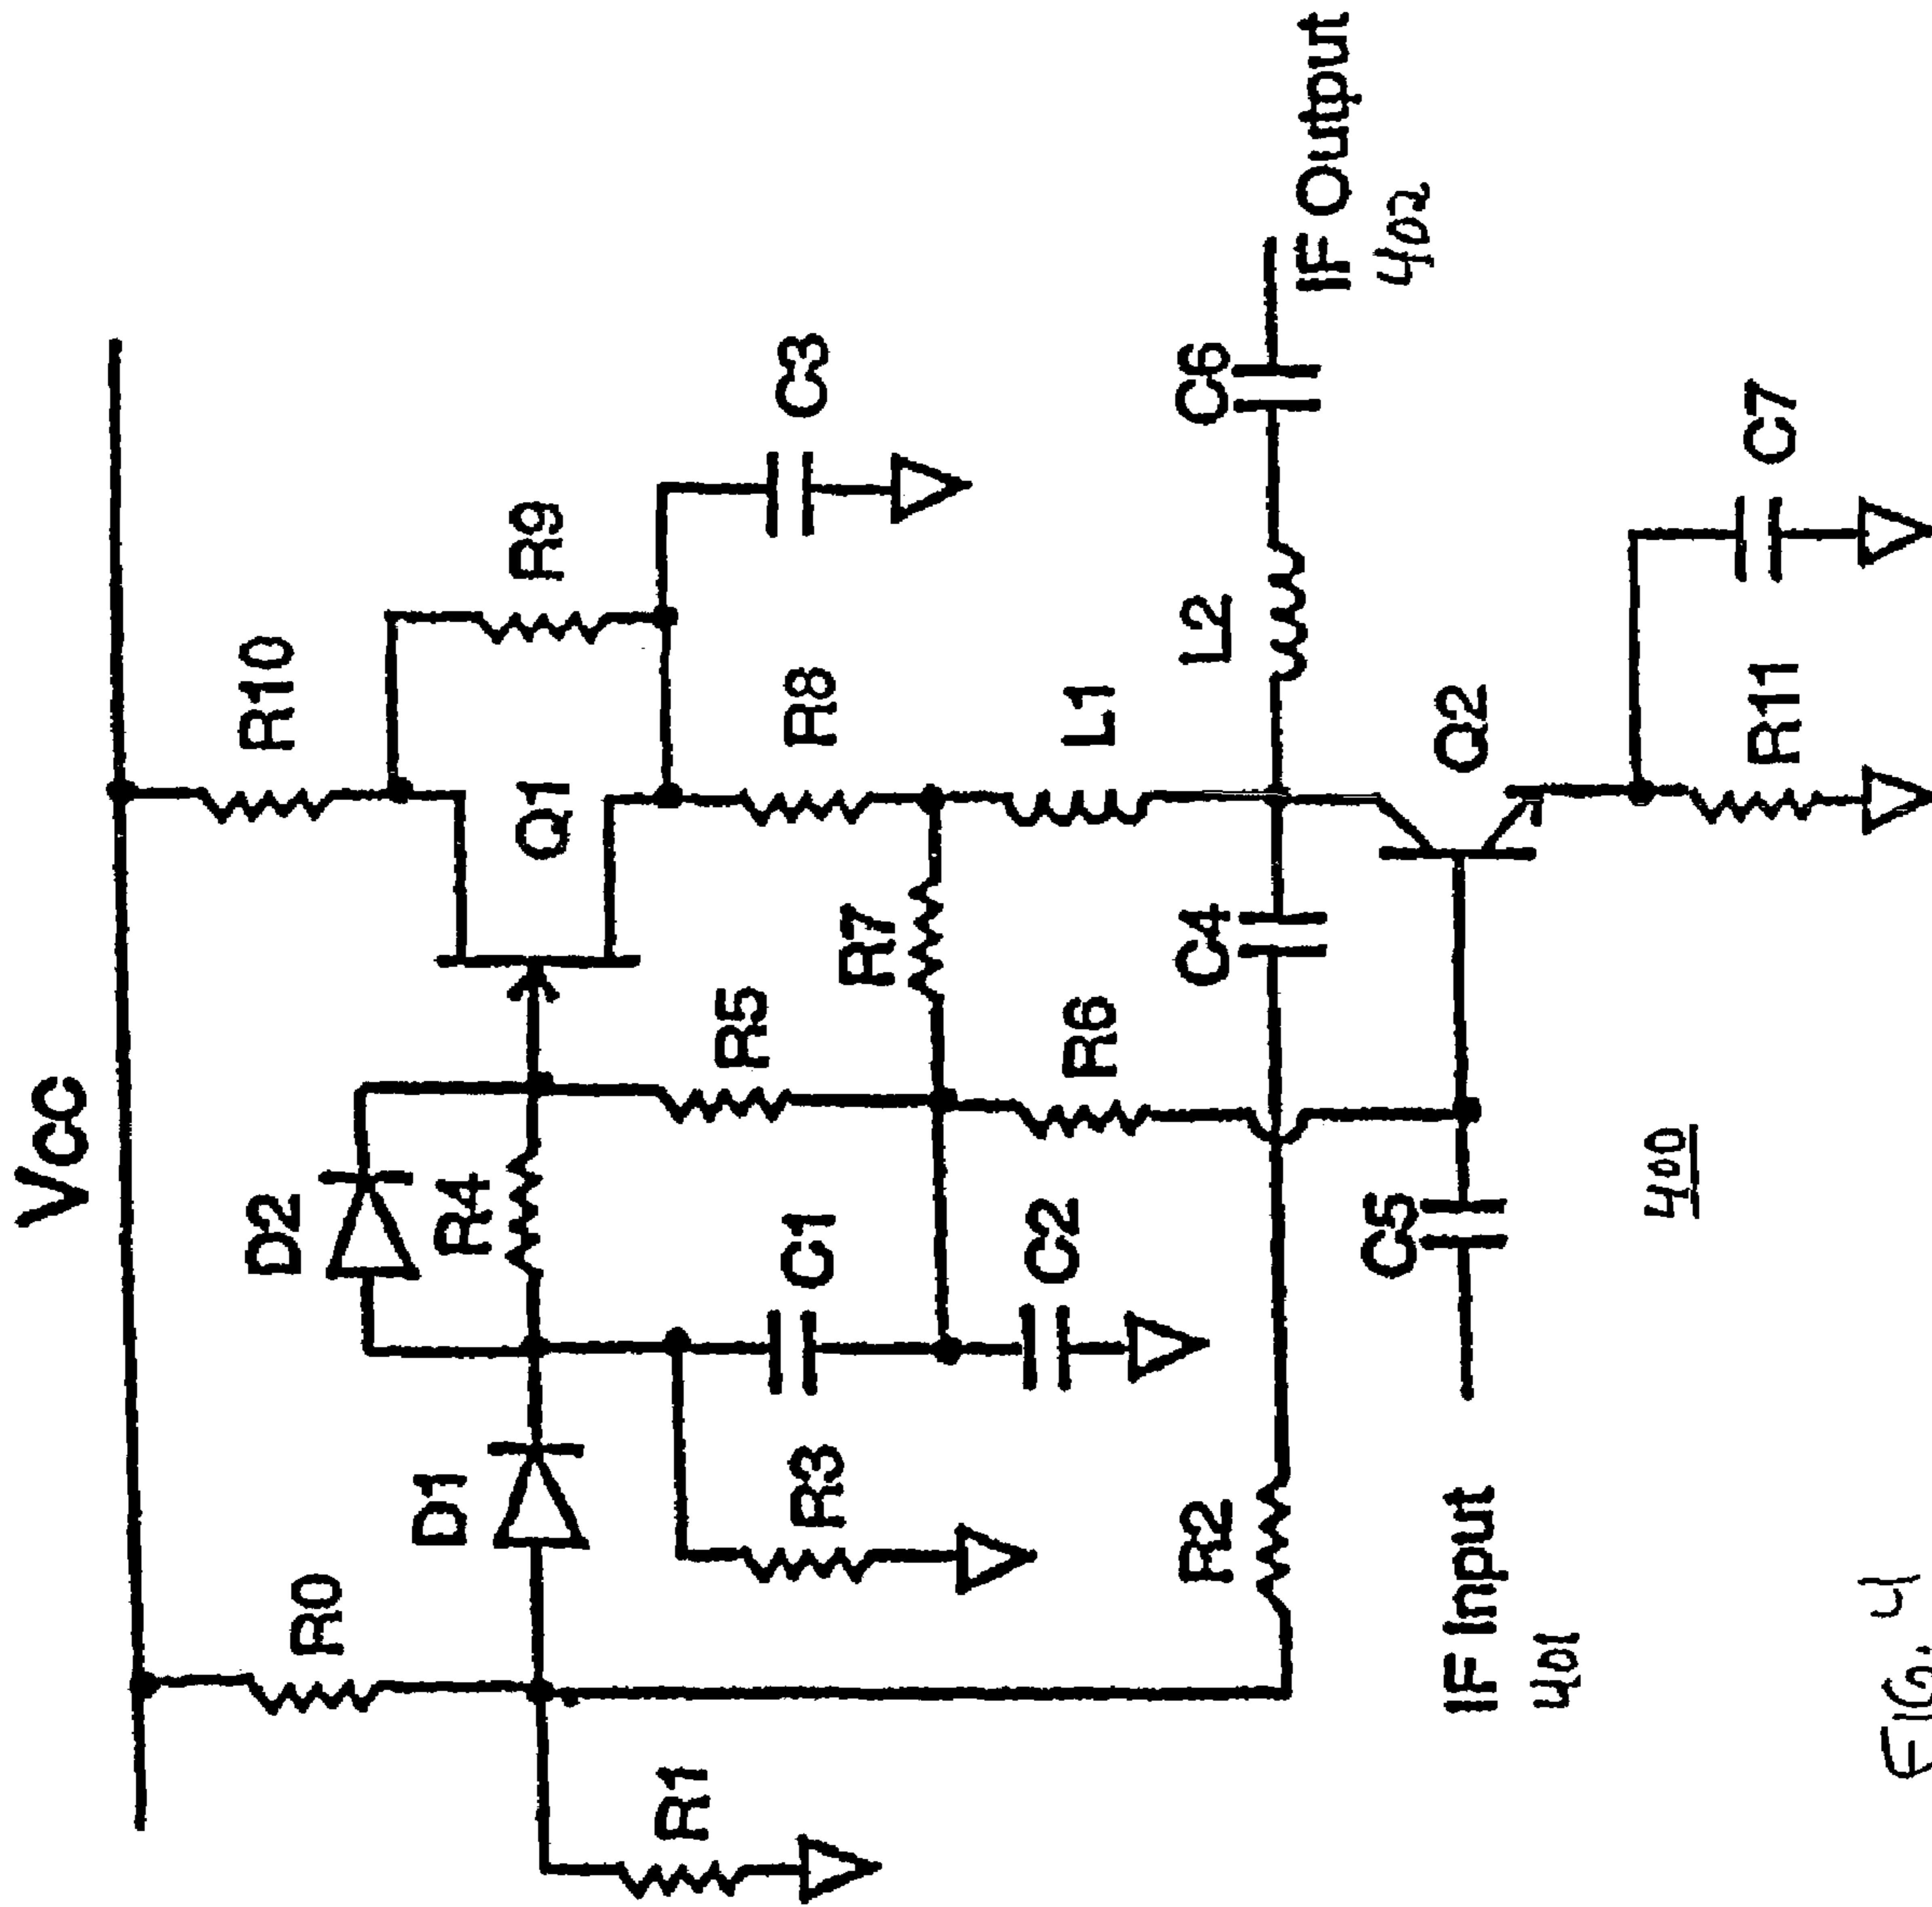 VCC
R10
R0
D2
R9
Q1
D1
R4
R1
R5
C3
R3
C1
R8
R7
C2
R6
L1
R2
C4
L2
C6
IF Output
402
C5
Q2
IF Input
401
400
R11
C7
FIG. 4